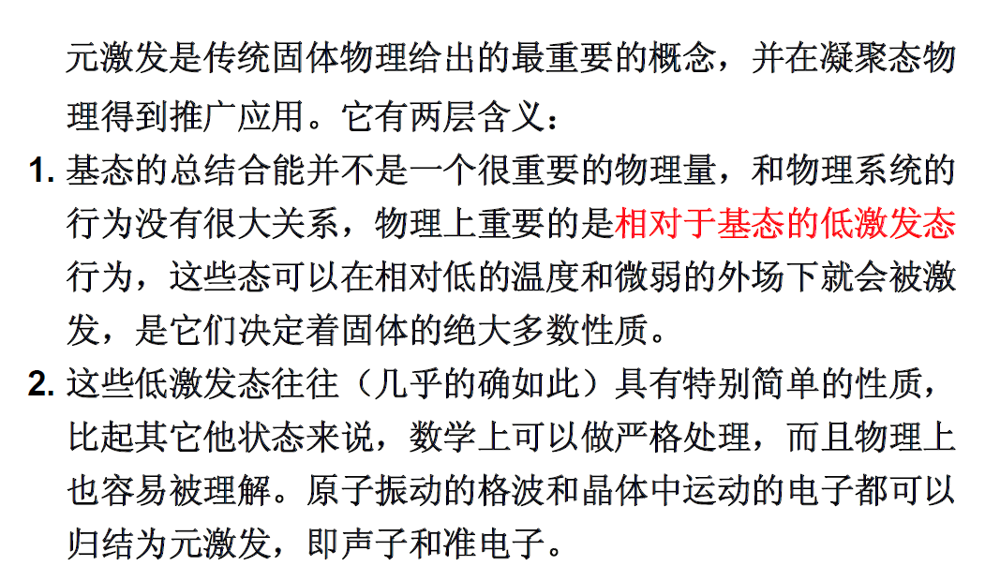 元激发是传统固体物理给出的最重要的概念，并在凝聚态物
理得到推广应用。它有两层含义：
1. 基态的总结合能并不是一个很重要的物理量，和物理系统的
行为没有很大关系，物理上重要的是相对于基态的低激发态
行为，这些态可以在相对低的温度和微弱的外场下就会被激
发，是它们决定着固体的绝大多数性质。
2. 这些低激发态往往（几乎的确如此）具有特别简单的性质，
比起其它他状态来说，数学上可以做严格处理，而且物理上
也容易被理解。原子振动的格波和晶体中运动的电子都可以
归结为元激发，即声子和准电子。